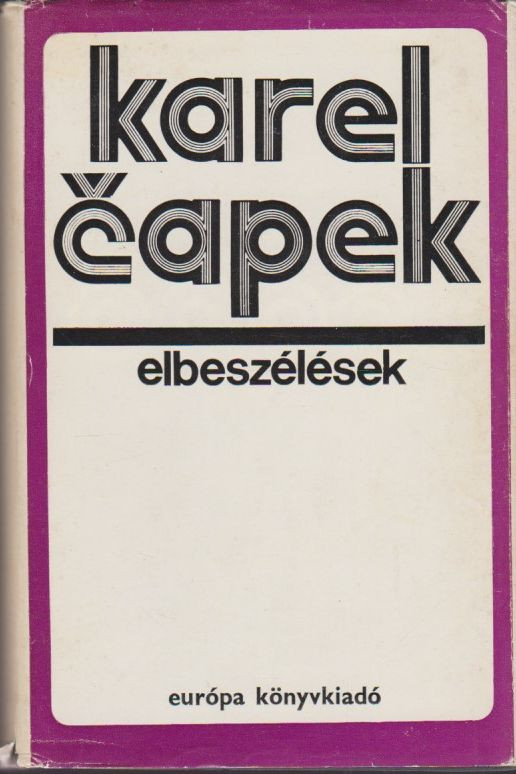 karel
čapek
elbeszélések
európa könyvkiadó